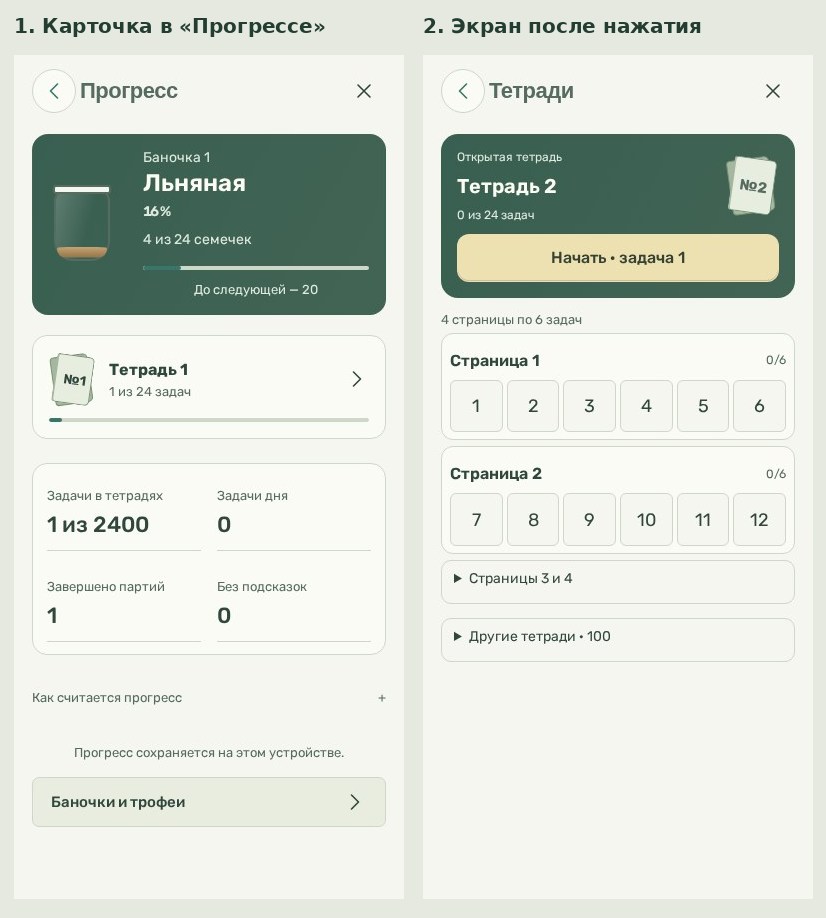 1. Карточка в «Прогрессе»
Прогресс
Баночка 1
Льняная
16%
4 из 24 семечек
До следующей — 20
№1
Тетрадь 1
1 из 24 задач
Задачи в тетрадях
1 из 2400
Задачи дня
0
Завершено партий
1
Без подсказок
0
Как считается прогресс
+
Прогресс сохраняется на этом устройстве.
Баночки и трофеи
2. Экран после нажатия
Тетради
Открытая тетрадь
Тетрадь 2
0 из 24 задач
№2
Начать • задача 1
4 страницы по 6 задач
Страница 1 0/6
1 2 3 4 5 6
Страница 2 0/6
7 8 9 10 11 12
Страницы 3 и 4
Другие тетради • 100